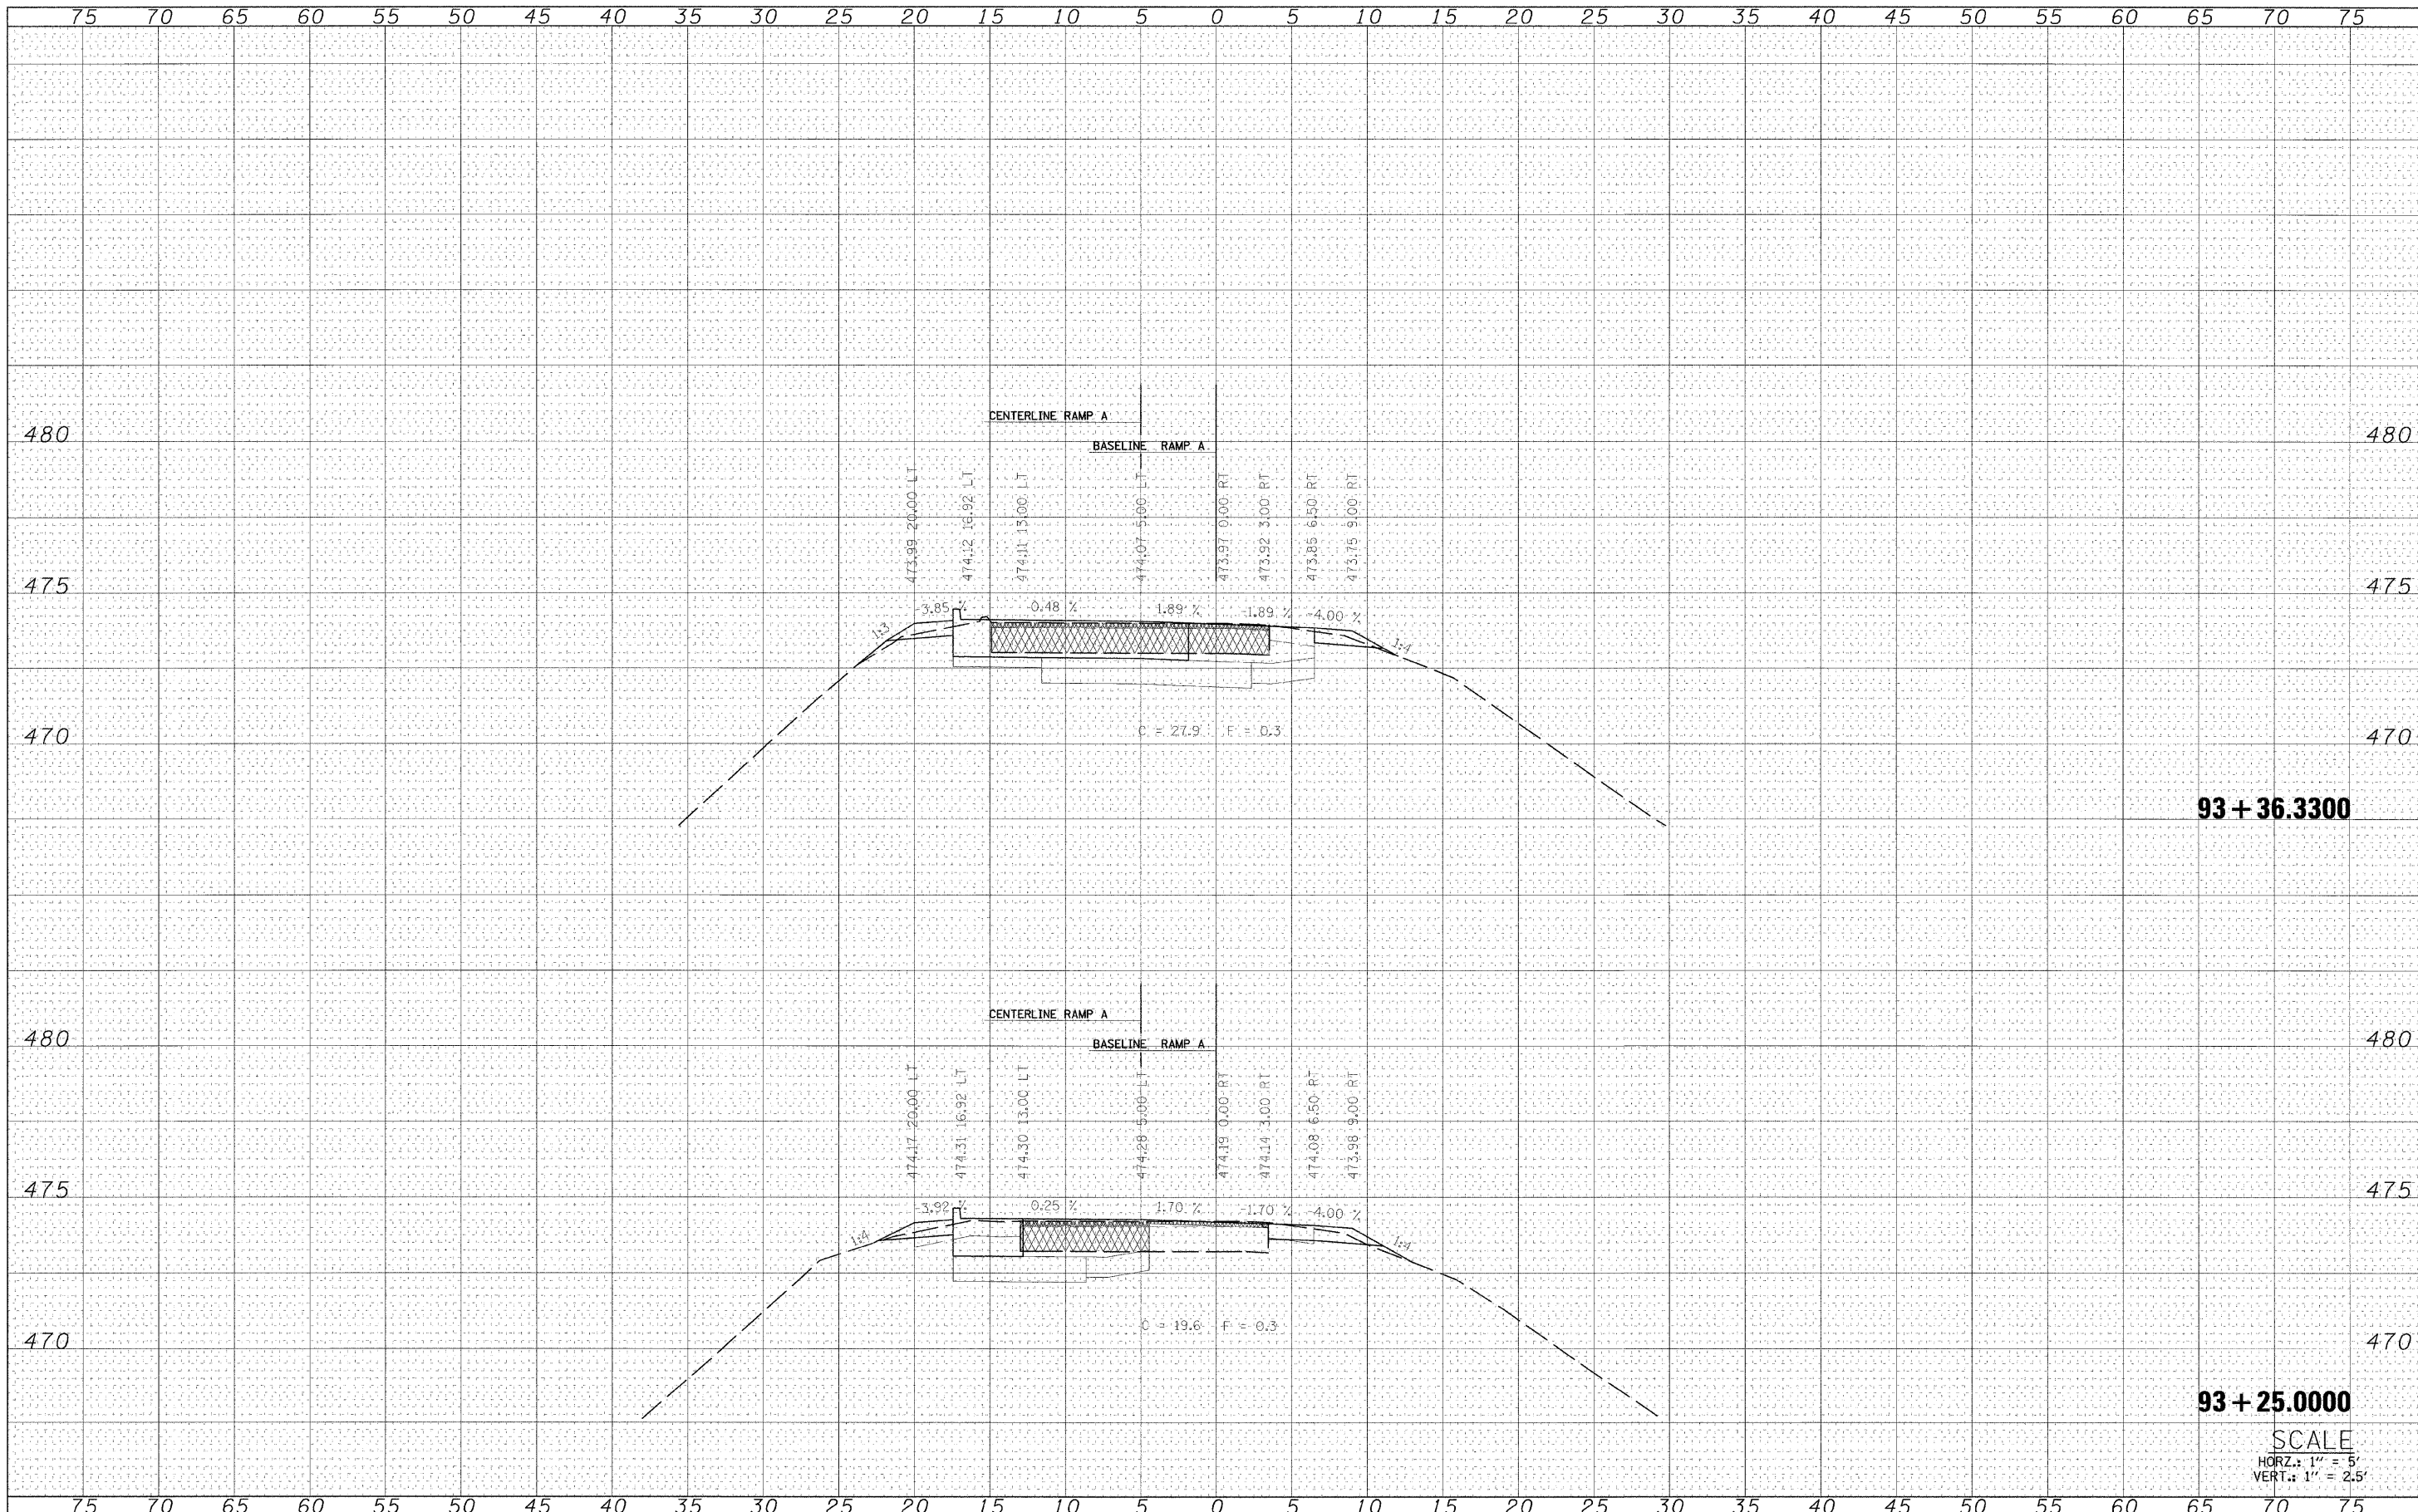 75 70 65 60 55 50 45 40 35 30 25 20 15 10 5 0 5 10 15 20 25 30 35 40 45 50 55 60 65 70 75
CENTERLINE RAMP A
480 480
BASELINE RAMP A
473.99 20.00 LT
474.12 16.92 LT
474.11 13.00 LT
474.07 5.00 LT
473.97 0.00 RT
473.92 3.00 RT
473.85 6.50 RT
473.75 9.00 RT
475 475
1:3 -3.85 % 0.48 % 1.89 % -1.89 % -4.00 % 1:4
470 470
C = 27.9 F = 0.3
93+36.3300
CENTERLINE RAMP A
480 480
BASELINE RAMP A
474.17 20.00 LT
474.31 16.92 LT
474.30 13.00 LT
474.28 5.00 LT
474.19 0.00 RT
474.14 3.00 RT
474.08 6.50 RT
473.98 9.00 RT
475 475
1:4 -3.92 % 0.25 % 1.70 % -1.70 % -4.00 % 1:4
C = 19.6 F = 0.3
470 470
93+25.0000
SCALE
HORZ.: 1" = 5'
VERT.: 1" = 2.5'
75 70 65 60 55 50 45 40 35 30 25 20 15 10 5 0 5 10 15 20 25 30 35 40 45 50 55 60 65 70 75